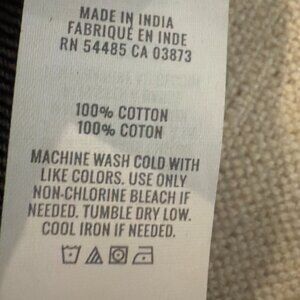 MADE IN INDIA
FABRIQUÉ EN INDE
RN 54485 CA 03873
100% COTTON
100% COTON
MACHINE WASH COLD WITH
LIKE COLORS. USE ONLY
NON-CHLORINE BLEACH IF
NEEDED. TUMBLE DRY LOW.
COOL IRON IF NEEDED.